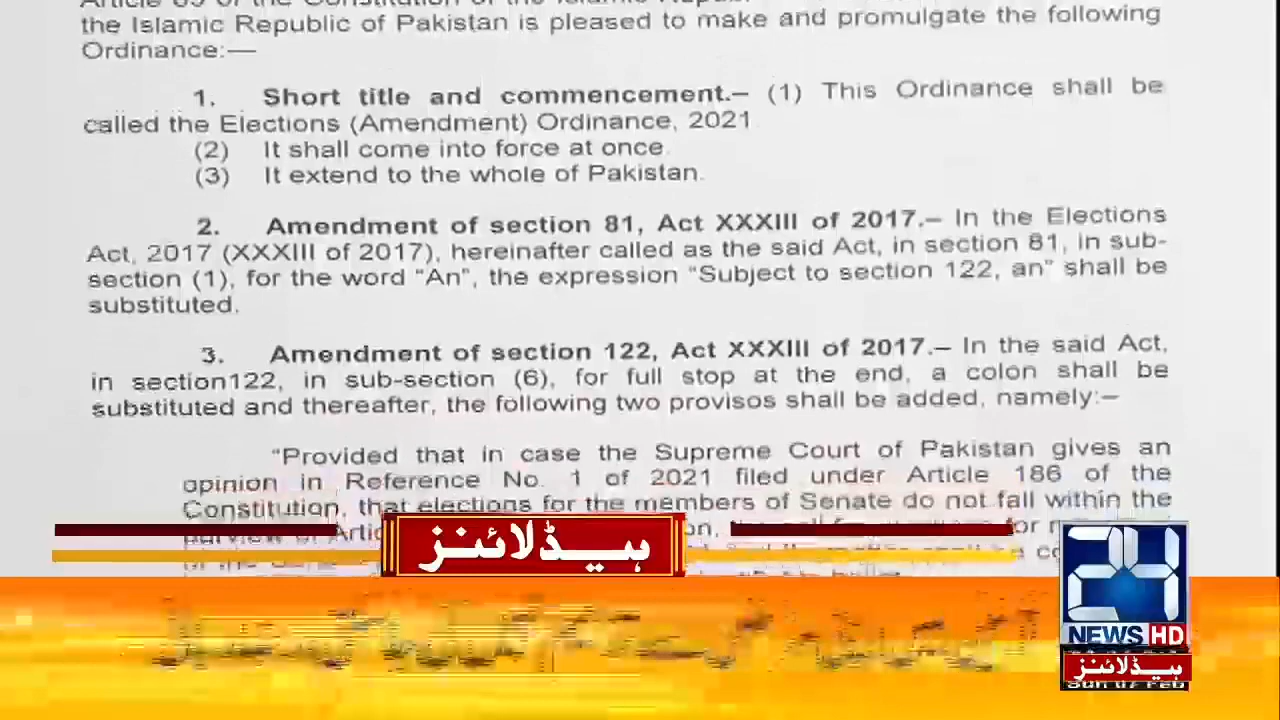 the Islamic Republic of Pakistan is pleased to make and promulgate the following
Ordinance:—
1. Short title and commencement.– (1) This Ordinance shall be
called the Elections (Amendment) Ordinance, 2021
(2) It shall come into force at once.
(3) It extend to the whole of Pakistan.
2. Amendment of section 81, Act XXXIII of 2017.– In the Elections
Act, 2017 (XXXIII of 2017), hereinafter called as the said Act, in section 81, in sub-
section (1), for the word “An”, the expression “Subject to section 122, an” shall be
substituted.
3. Amendment of section 122, Act XXXIII of 2017.– In the said Act,
in section122, in sub-section (6), for full stop at the end, a colon shall be
substituted and thereafter, the following two provisos shall be added, namely:–
“Provided that in case the Supreme Court of Pakistan gives an
opinion in Reference No. 1 of 2021 filed under Article 186 of the
Constitution, that elections for the members of Senate do not fall within the
ہیڈلائنز
24
NEWS HD
ہیڈلائنز
Sun 07 Feb